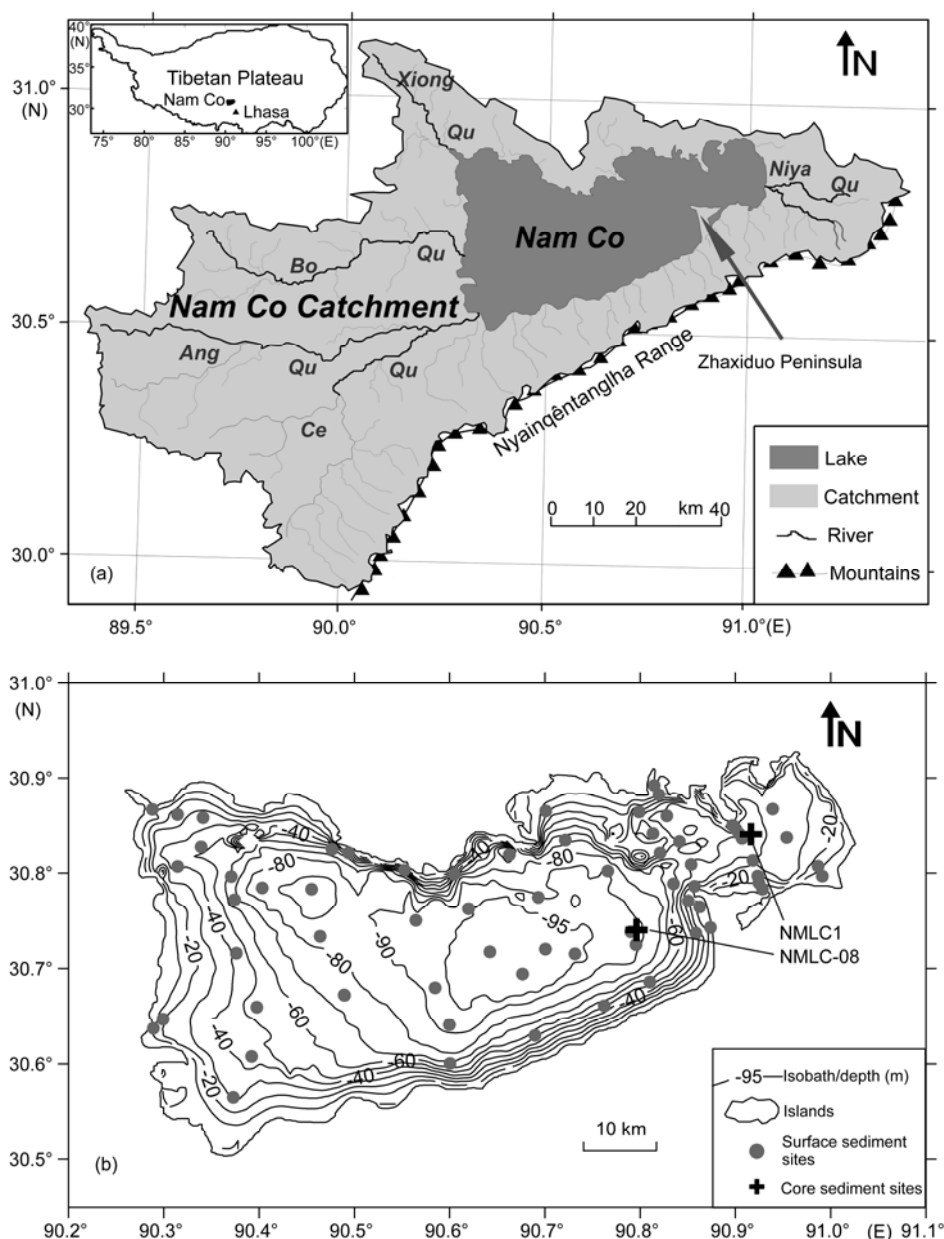 40°
(N)
35°
30°
Tibetan Plateau
Nam Co
Lhasa
75° 80° 85° 90° 95° 100°(E)
N
31.0°
(N)
30.5°
30.0°
Xiong
Qu
Niya
Qu
Nam Co
Bo
Qu
Nam Co Catchment
Ang
Qu
Qu
Ce
Zhaxiduo Peninsula
Nyainqêntanglha Range
0 10 20 km 40
Lake
Catchment
River
Mountains
(a)
89.5° 90.0° 90.5° 91.0°(E)
31.0°
(N)
30.9°
30.8°
30.7°
30.6°
30.5°
N
-40
-80
-20
-40
-80
-60
-40
-20
-40
-60
-90
-95
-80
-10
-60
-40
-20
-20
NMLC1
NMLC-08
10 km
-95 Isobath/depth (m)
Islands
Surface sediment
sites
Core sediment sites
(b)
90.2° 90.3° 90.4° 90.5° 90.6° 90.7° 90.8° 90.9° 91.0° (E) 91.1°